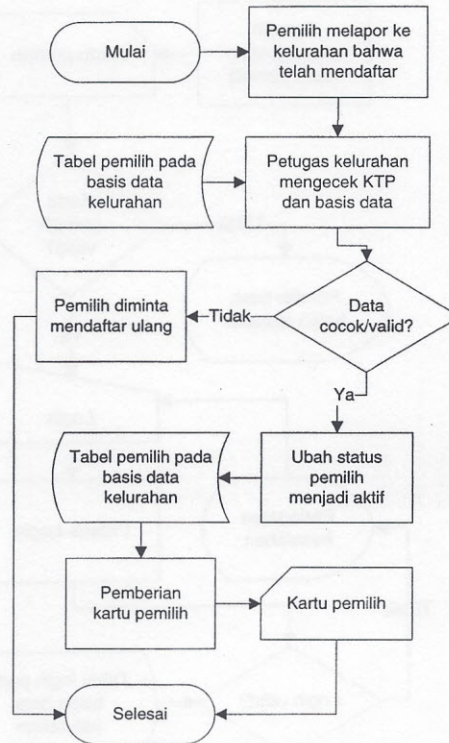 Mulai
Pemilih melapor ke
kelurahan bahwa
telah mendaftar
Tabel pemilih pada
basis data
kelurahan
Petugas kelurahan
mengecek KTP
dan basis data
Data
cocok/valid?
Tidak
Pemilih diminta
mendaftar ulang
Ya
Ubah status
pemilih
menjadi aktif
Tabel pemilih pada
basis data
kelurahan
Pemberian
kartu pemilih
Kartu pemilih
Selesai